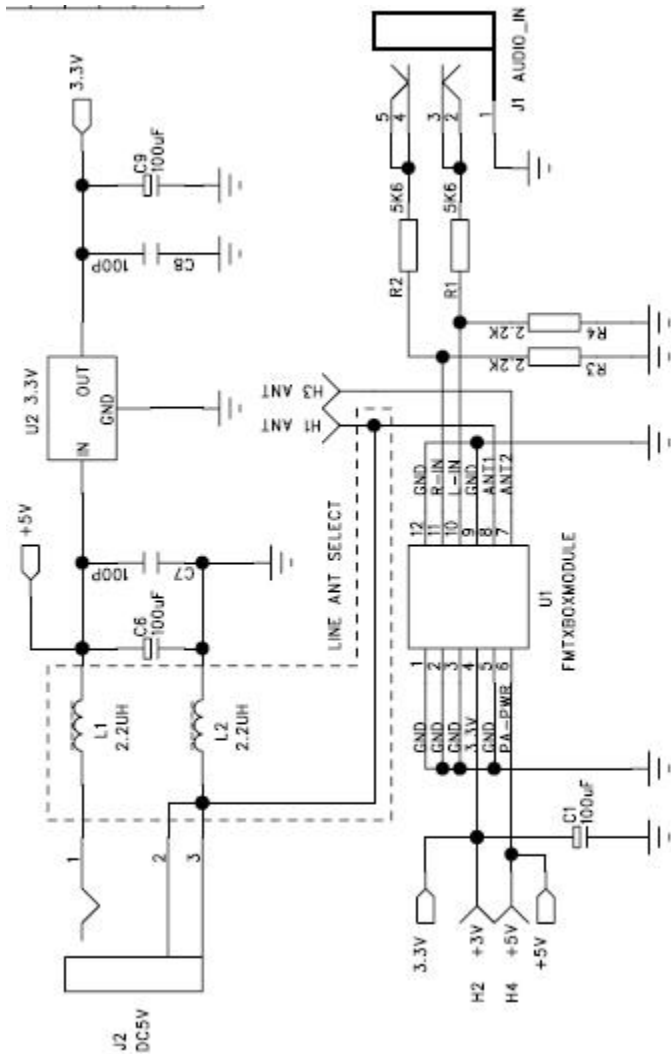 3.3V
C9
100uF
100P
C8
U2 3.3V
OUT
GND
IN
+5V
100P
C7
C6
100uF
L1
2.2UH
L2
2.2UH
1
2
3
J2
DC5V
LINE ANT SELECT
H1 ANT
H3 ANT
J1 AUDIO_IN
5
4
3
2
1
5K6
5K6
R2
R1
2.2K
R4
2.2K
R3
12 GND
11 R-IN
10 L-IN
9 GND
8 ANT1
7 ANT2
U1
FMTXBOXMODULE
1 GND
2 GND
3 GND
4 3.3V
5 GND
6 PA-PWR
C1
100uF
3.3V
H2 +3V
H4 +5V
+5V